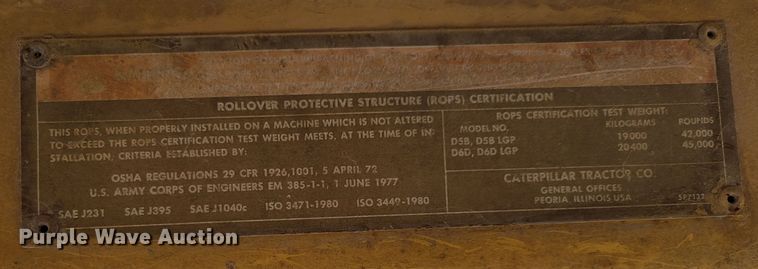 ROLLOVER PROTECTIVE STRUCTURE (ROPS) CERTIFICATION
THIS ROPS, WHEN PROPERLY INSTALLED ON A MACHINE WHICH IS NOT ALTERED
TO EXCEED THE ROPS CERTIFICATION TEST WEIGHT MEETS, AT THE TIME OF IN
STALLATION, CRITERIA ESTABLISHED BY:
OSHA REGULATIONS 29 CFR 1926,1001, 5 APRIL 72
U.S. ARMY CORPS OF ENGINEERS EM 385-1-1, 1 JUNE 1977
SAE J231 SAE J395 SAE J1040c ISO 3471-1980 ISO 3449-1980
ROPS CERTIFICATION TEST WEIGHT:
MODEL NO. KILOGRAMS POUNDS
D5B, D5B LGP 19000 42,000
D6D, D6D LGP 20400 45,000
CATERPILLAR TRACTOR CO.
GENERAL OFFICES
PEORIA, ILLINOIS USA
Purple Wave Auction